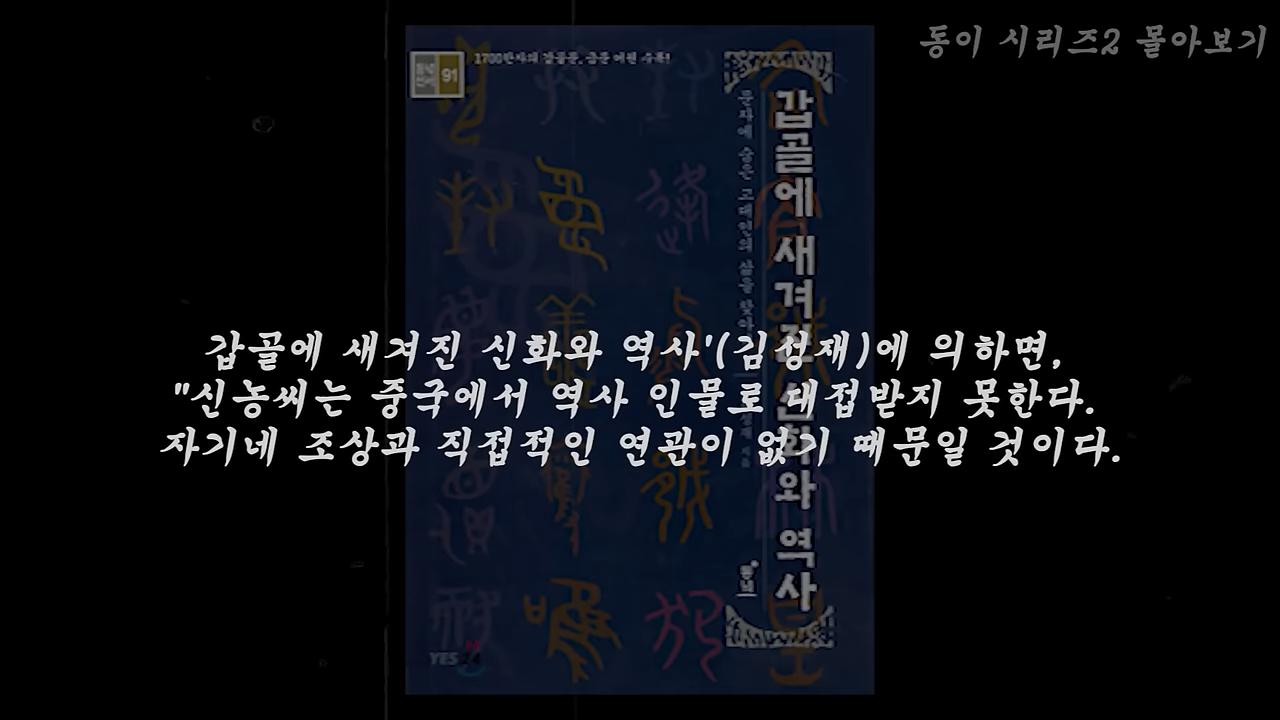 동이 시리즈2 몰아보기
91
1700한자의 갑골문, 금문 어원 수록!
갑골에 새겨진 신화와 역사
문자에 숨은 고대인의 삶을 찾아
갑골에 새겨진 신화와 역사'(김성재)에 의하면,
"신농씨는 중국에서 역사 인물로 대접받지 못한다.
자기네 조상과 직접적인 연관이 없기 때문일 것이다.
동녘
YES24